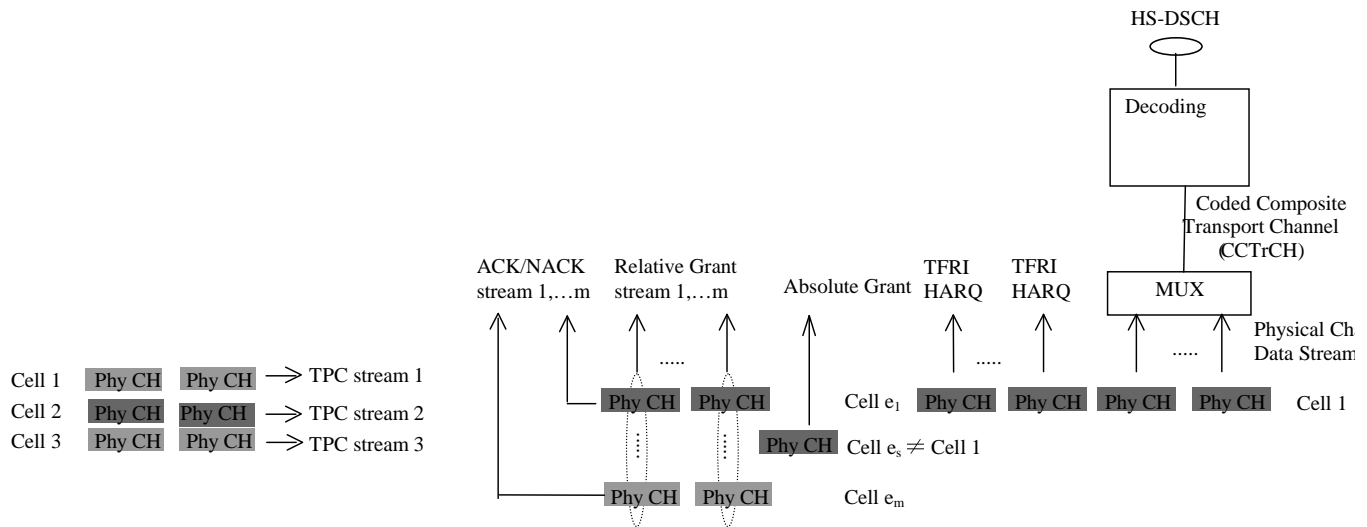 HS-DSCH
Decoding
Coded Composite
Transport Channel
(CCTrCH)
MUX
ACK/NACK
stream 1,…m
Relative Grant
stream 1,…m
Absolute Grant
TFRI
HARQ
TFRI
HARQ
Physical Cha
Data Stream
.....
.....
.....
Cell 1 Phy CH Phy CH TPC stream 1
Cell 2 Phy CH Phy CH TPC stream 2
Cell 3 Phy CH Phy CH TPC stream 3
Phy CH Phy CH Cell e1 Phy CH Phy CH Phy CH Phy CH Cell 1
Phy CH Cell es ≠ Cell 1
Phy CH Phy CH Cell em